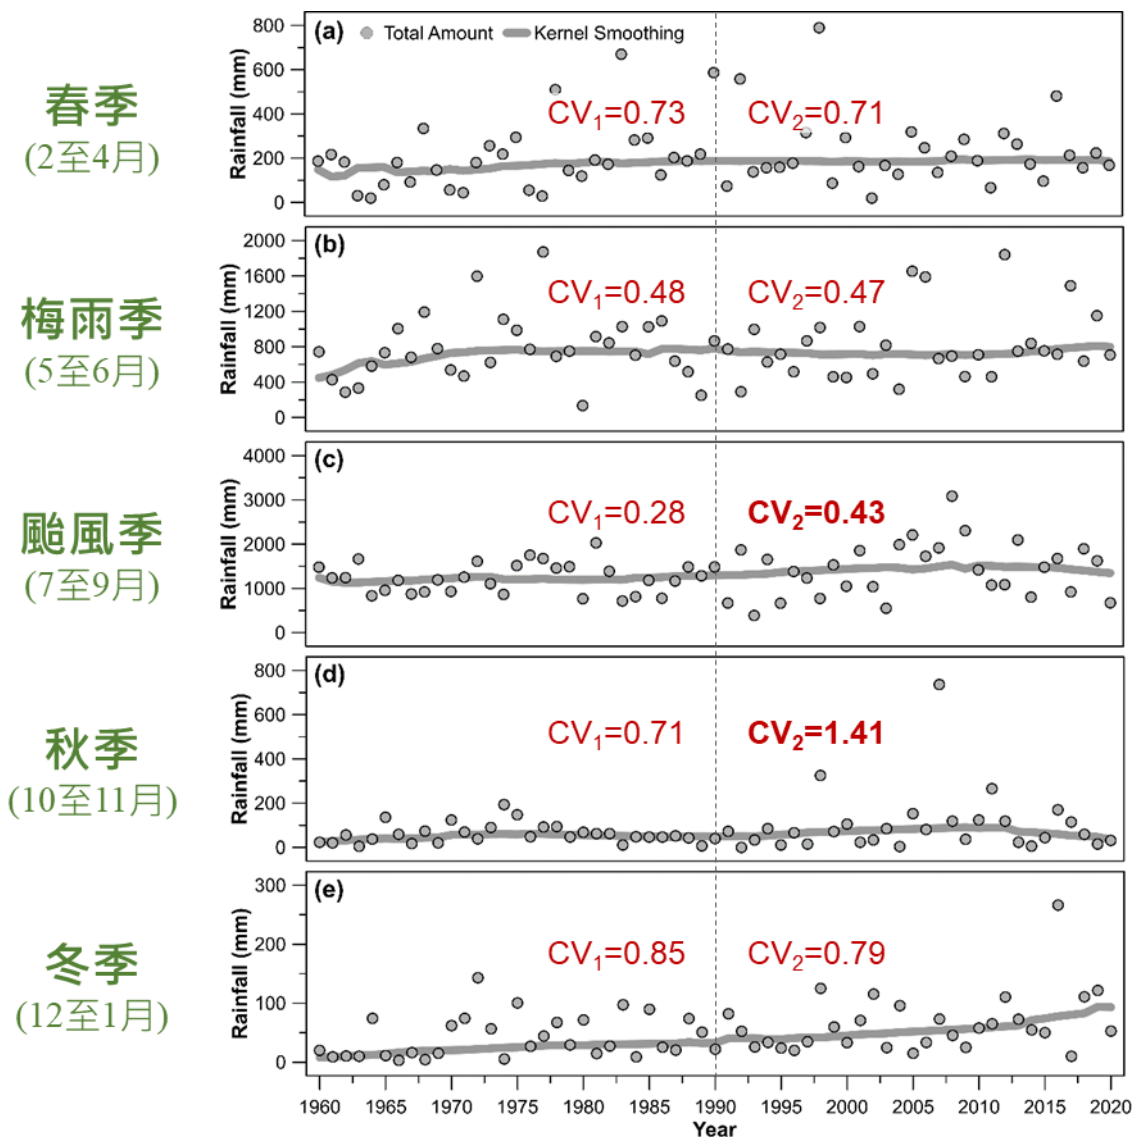 春季
(2至4月)
(a)
Total Amount
Kernel Smoothing
CV1=0.73
CV2=0.71
Rainfall (mm)
800
600
400
200
0
梅雨季
(5至6月)
(b)
CV1=0.48
CV2=0.47
Rainfall (mm)
2000
1600
1200
800
400
0
颱風季
(7至9月)
(c)
CV1=0.28
CV2=0.43
Rainfall (mm)
4000
3000
2000
1000
0
秋季
(10至11月)
(d)
CV1=0.71
CV2=1.41
Rainfall (mm)
800
600
400
200
0
冬季
(12至1月)
(e)
CV1=0.85
CV2=0.79
Rainfall (mm)
300
200
100
0
1960 1965 1970 1975 1980 1985 1990 1995 2000 2005 2010 2015 2020
Year